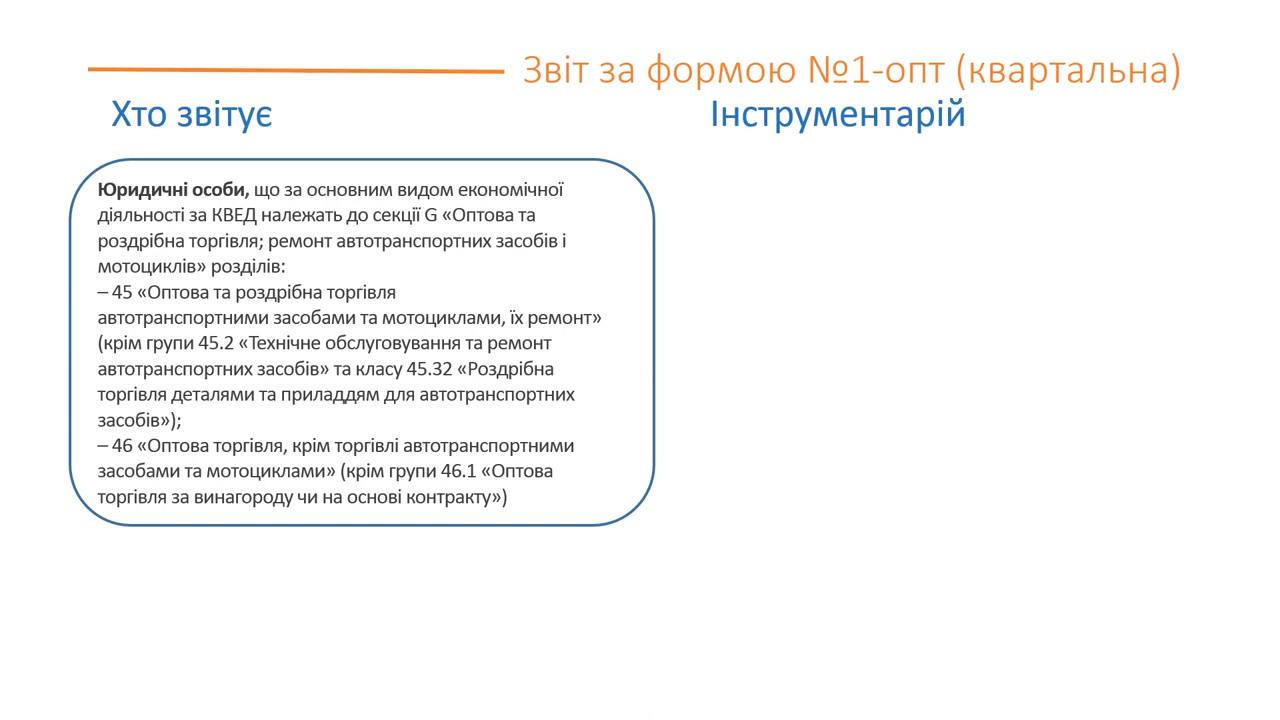 Звіт за формою №1-опт (квартальна)
Хто звітує
Інструментарій
Юридичні особи, що за основним видом економічної
діяльності за КВЕД належать до секції G «Оптова та
роздрібна торгівля; ремонт автотранспортних засобів і
мотоциклів» розділів:
– 45 «Оптова та роздрібна торгівля
автотранспортними засобами та мотоциклами, їх ремонт»
(крім групи 45.2 «Технічне обслуговування та ремонт
автотранспортних засобів» та класу 45.32 «Роздрібна
торгівля деталями та приладдям для автотранспортних
засобів»);
– 46 «Оптова торгівля, крім торгівлі автотранспортними
засобами та мотоциклами» (крім групи 46.1 «Оптова
торгівля за винагороду чи на основі контракту»)